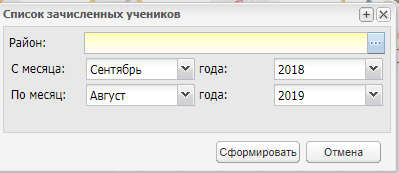 Список зачисленных учеников
Район:
С месяца: Сентябрь года: 2018
По месяц: Август года: 2019
Сформировать Отмена